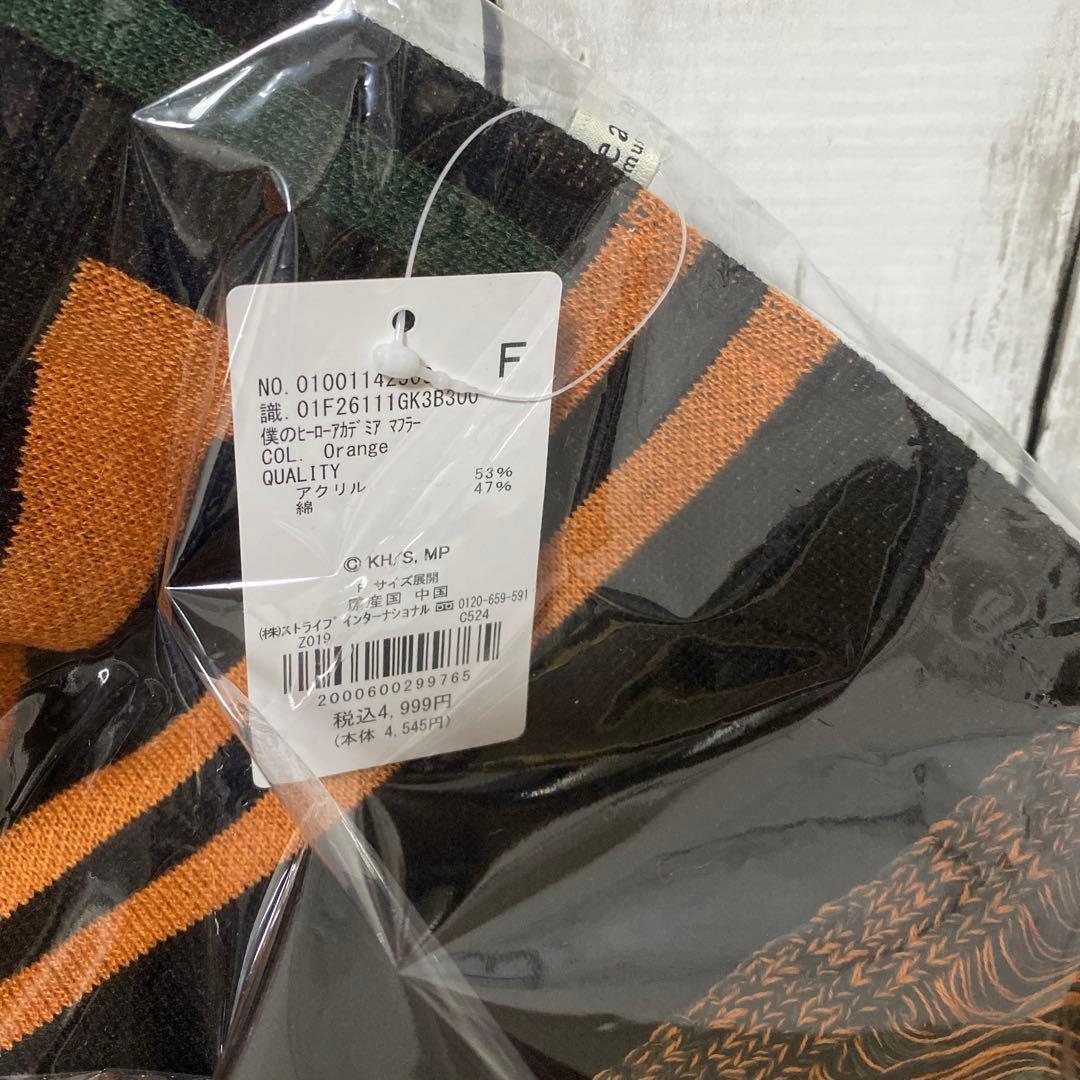 ea
mu
F
NO. 0100114
識. 01F26111GK3B300
僕のﾋｰﾛｰｱｶﾃﾞﾐｱ ﾏﾌﾗｰ
COL. Orange
QUALITY
アクリル 53%
綿 47%
© KH/S, MP
F サイズ展開
原産国 中国
(株)ストライプインターナショナル 0120-659-591
Z019 C524
2000600299765
税込4,999円
(本体 4,545円)